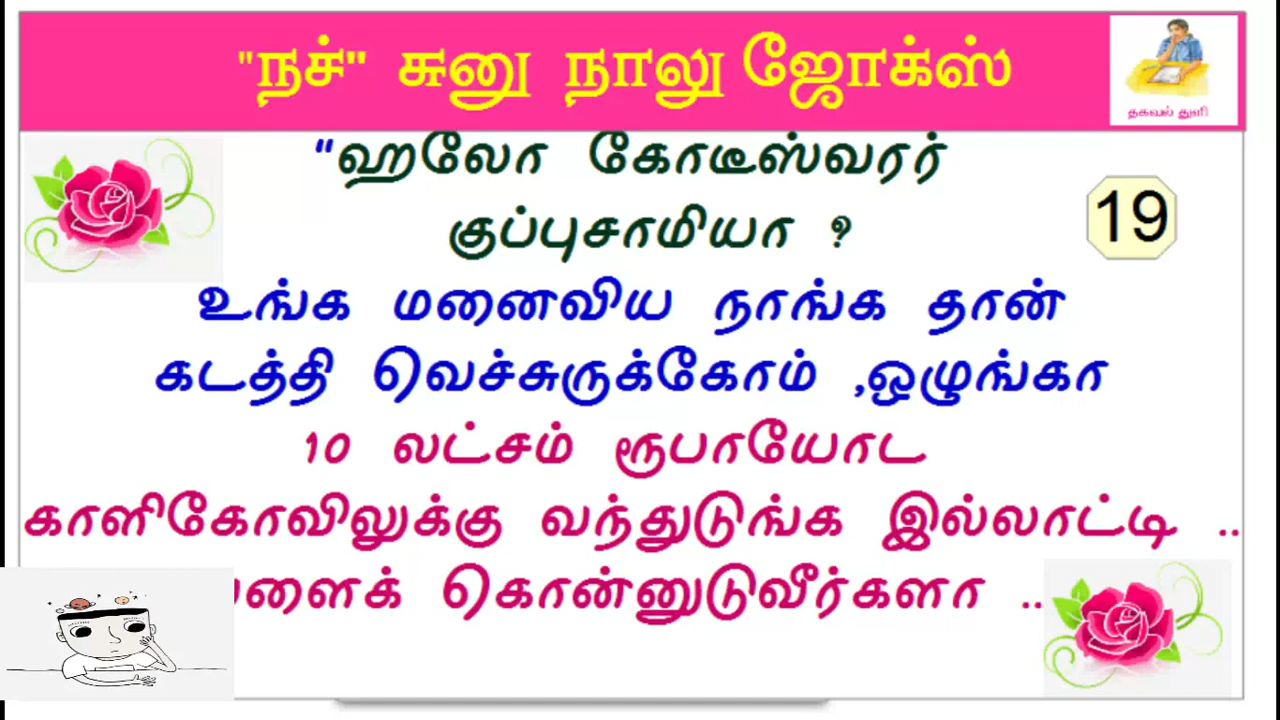 "நச்" சுனு நாலு ஜோக்ஸ்
தகவல் துளி
"ஹலோ கோடீஸ்வரர்
குப்புசாமியா ?
19
உங்க மனைவிய நாங்க தான்
கடத்தி வெச்சுருக்கோம் ,ஒழுங்கா
10 லட்சம் ரூபாயோட
காளிகோவிலுக்கு வந்துடுங்க இல்லாட்டி ..
கொன்னுடுவீர்களா ..